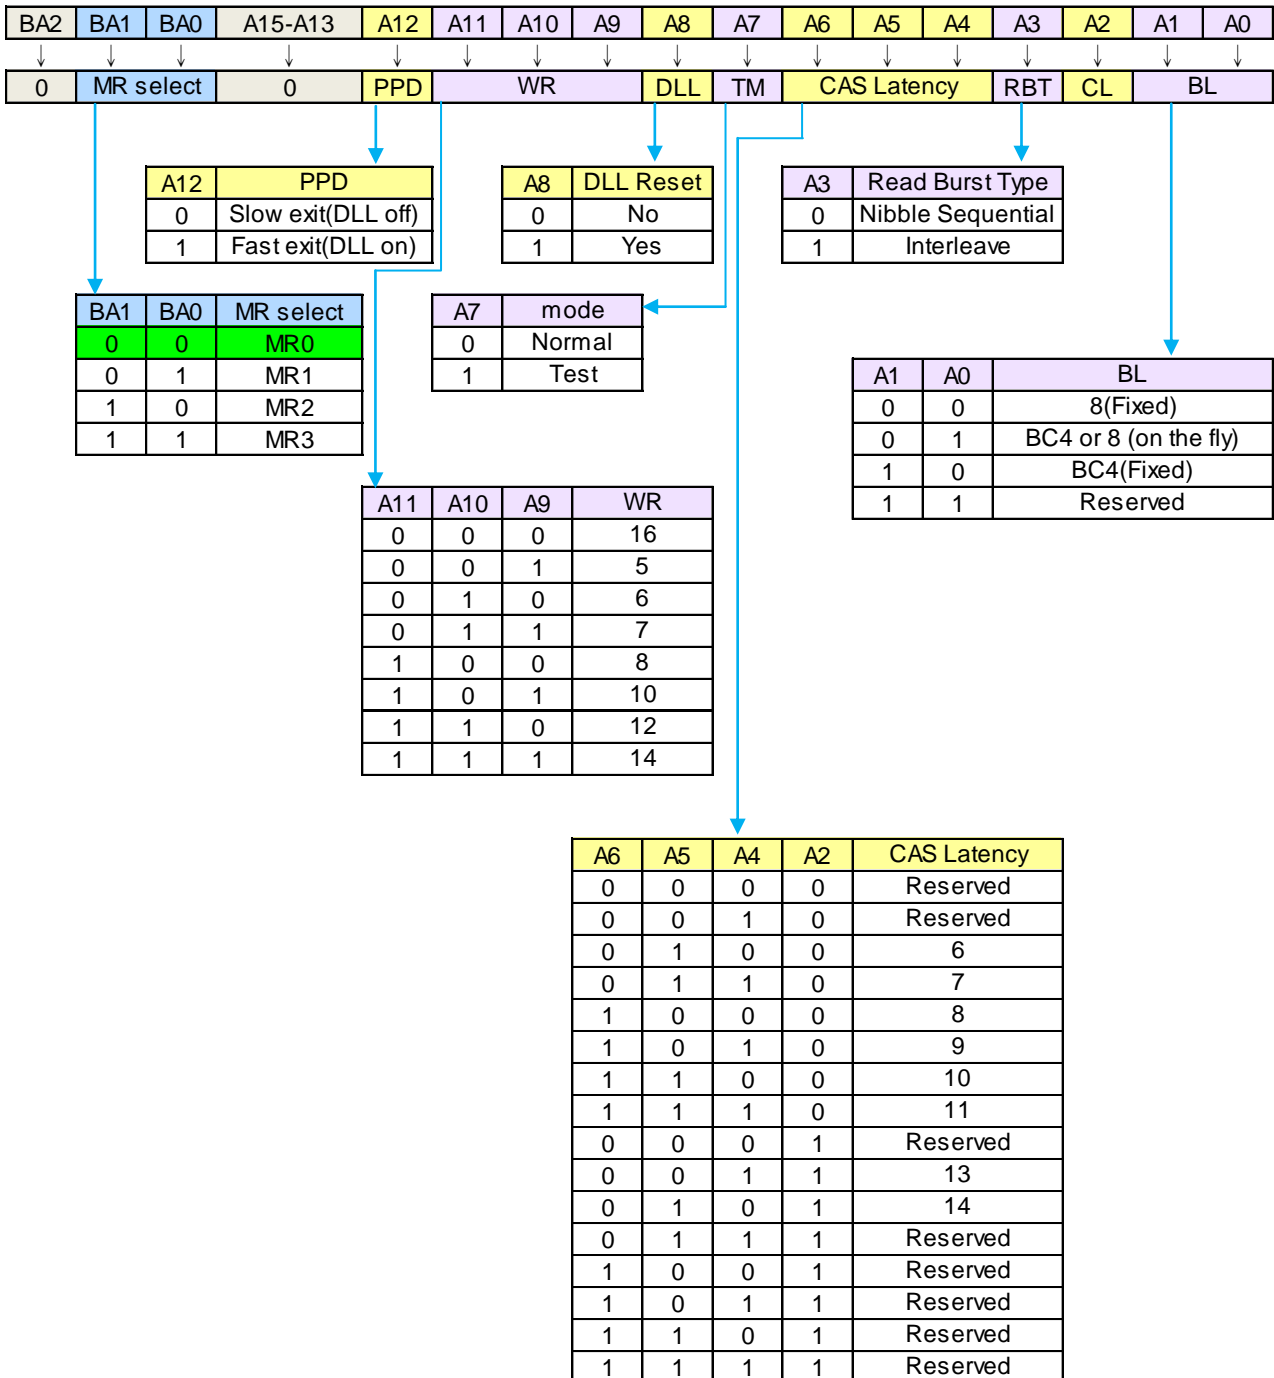 BA2 BA1 BA0 A15-A13 A12 A11 A10 A9 A8 A7 A6 A5 A4 A3 A2 A1 A0
0 MR select 0 PPD WR DLL TM CAS Latency RBT CL BL
A12 PPD
0 Slow exit(DLL off)
1 Fast exit(DLL on)
A8 DLL Reset
0 No
1 Yes
A3 Read Burst Type
0 Nibble Sequential
1 Interleave
BA1 BA0 MR select
0 0 MR0
0 1 MR1
1 0 MR2
1 1 MR3
A7 mode
0 Normal
1 Test
A1 A0 BL
0 0 8(Fixed)
0 1 BC4 or 8 (on the fly)
1 0 BC4(Fixed)
1 1 Reserved
A11 A10 A9 WR
0 0 0 16
0 0 1 5
0 1 0 6
0 1 1 7
1 0 0 8
1 0 1 10
1 1 0 12
1 1 1 14
A6 A5 A4 A2 CAS Latency
0 0 0 0 Reserved
0 0 1 0 Reserved
0 1 0 0 6
0 1 1 0 7
1 0 0 0 8
1 0 1 0 9
1 1 0 0 10
1 1 1 0 11
0 0 0 1 Reserved
0 0 1 1 13
0 1 0 1 14
0 1 1 1 Reserved
1 0 0 1 Reserved
1 0 1 1 Reserved
1 1 0 1 Reserved
1 1 1 1 Reserved